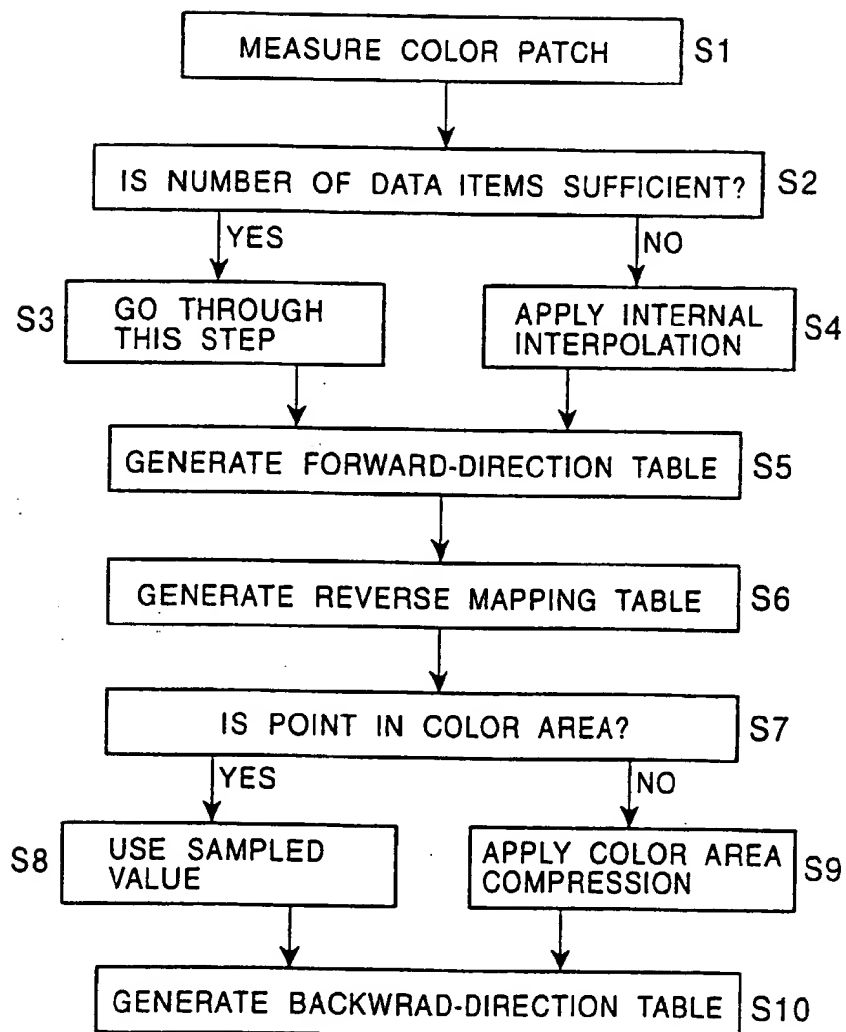 MEASURE COLOR PATCH S1
IS NUMBER OF DATA ITEMS SUFFICIENT? S2
YES NO
S3 GO THROUGH
THIS STEP
APPLY INTERNAL
INTERPOLATION S4
GENERATE FORWARD-DIRECTION TABLE S5
GENERATE REVERSE MAPPING TABLE S6
IS POINT IN COLOR AREA? S7
YES NO
S8 USE SAMPLED
VALUE
APPLY COLOR AREA
COMPRESSION S9
GENERATE BACKWRAD-DIRECTION TABLE S10